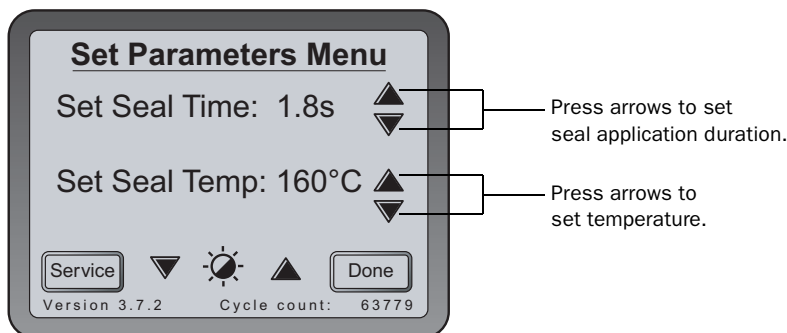 Set Parameters Menu
Set Seal Time: 1.8s
Press arrows to set
seal application duration.
Set Seal Temp: 160°C
Press arrows to
set temperature.
Service
Done
Version 3.7.2 Cycle count: 63779